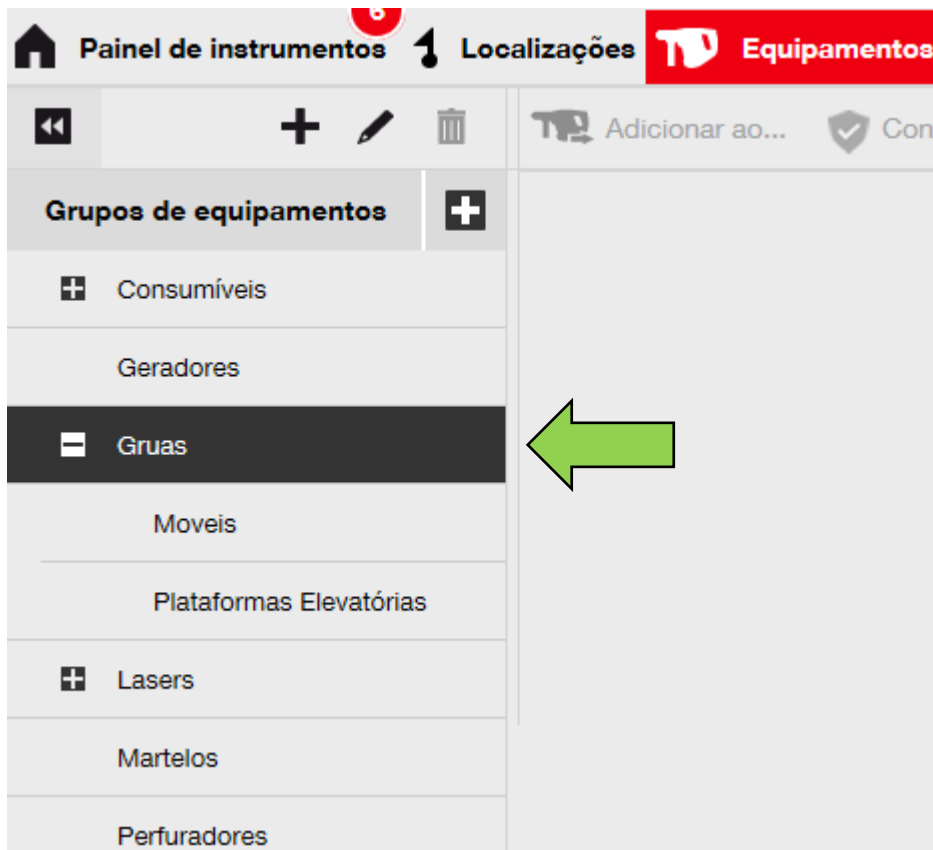 6
Painel de instrumentos Localizações Equipamentos
Adicionar ao... Con
Grupos de equipamentos
Consumíveis
Geradores
Gruas
Moveis
Plataformas Elevatórias
Lasers
Martelos
Perfuradores